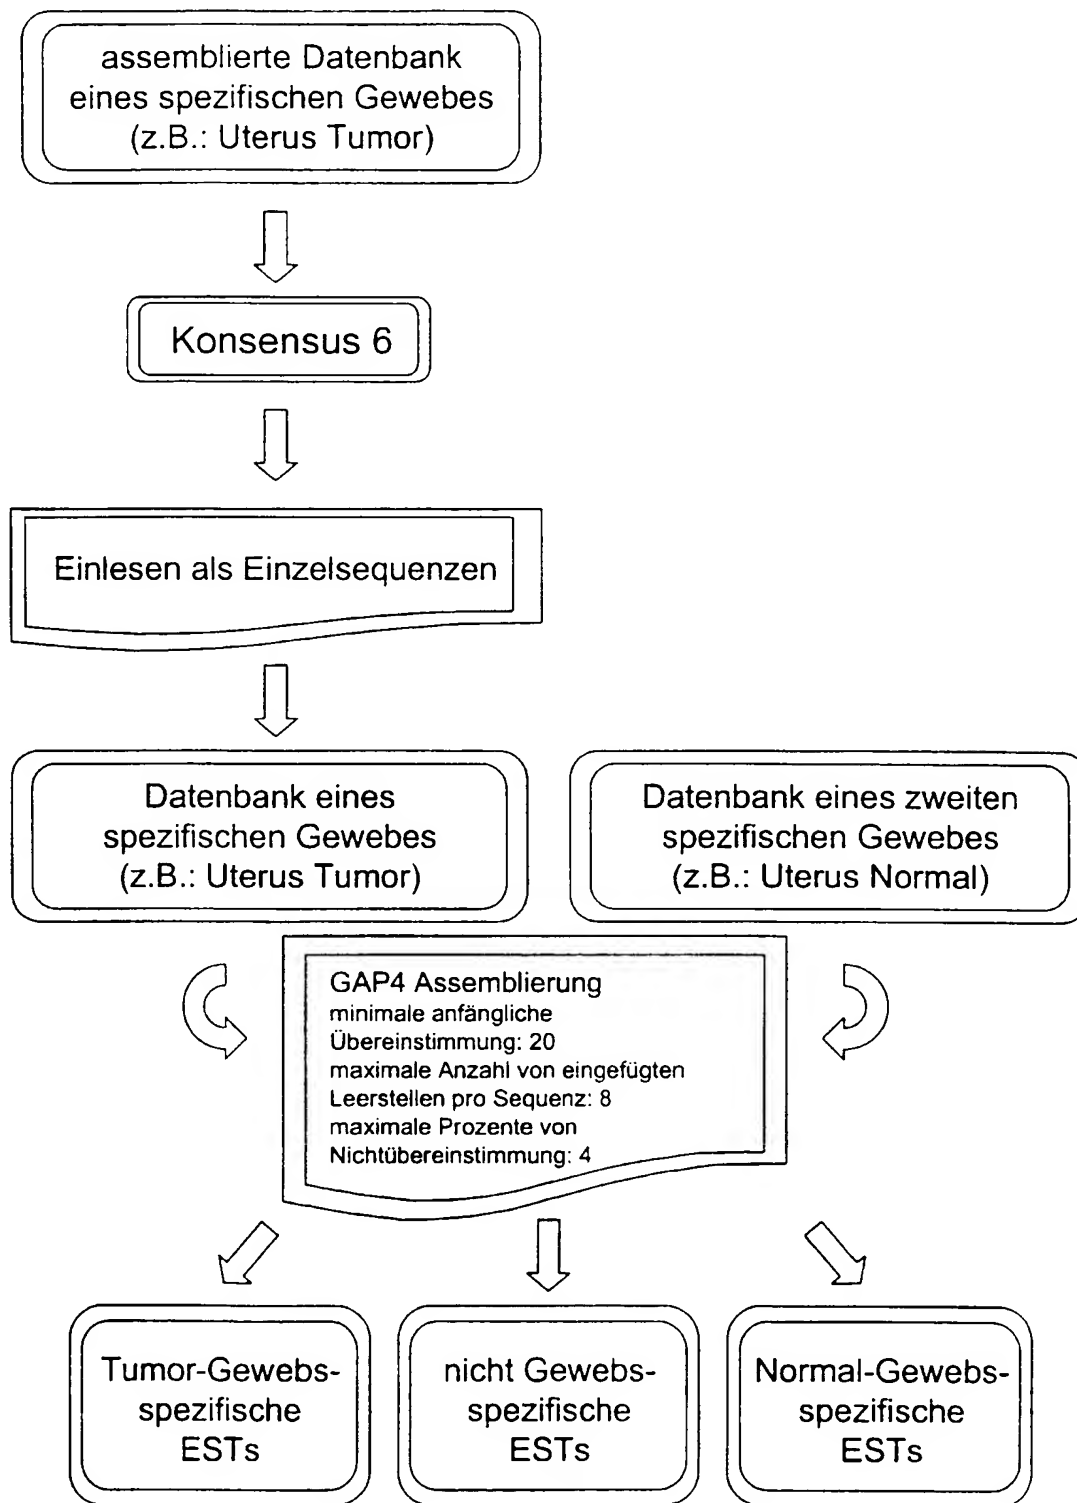 assemblierte Datenbank
eines spezifischen Gewebes
(z.B.: Uterus Tumor)
Konsensus 6
Einlesen als Einzelsequenzen
Datenbank eines
spezifischen Gewebes
(z.B.: Uterus Tumor)
Datenbank eines zweiten
spezifischen Gewebes
(z.B.: Uterus Normal)
GAP4 Assemblierung
minimale anfängliche
Übereinstimmung: 20
maximale Anzahl von eingefügten
Leerstellen pro Sequenz: 8
maximale Prozente von
Nichtübereinstimmung: 4
Tumor-Gewebs-
spezifische
ESTs
nicht Gewebs-
spezifische
ESTs
Normal-Gewebs-
spezifische
ESTs